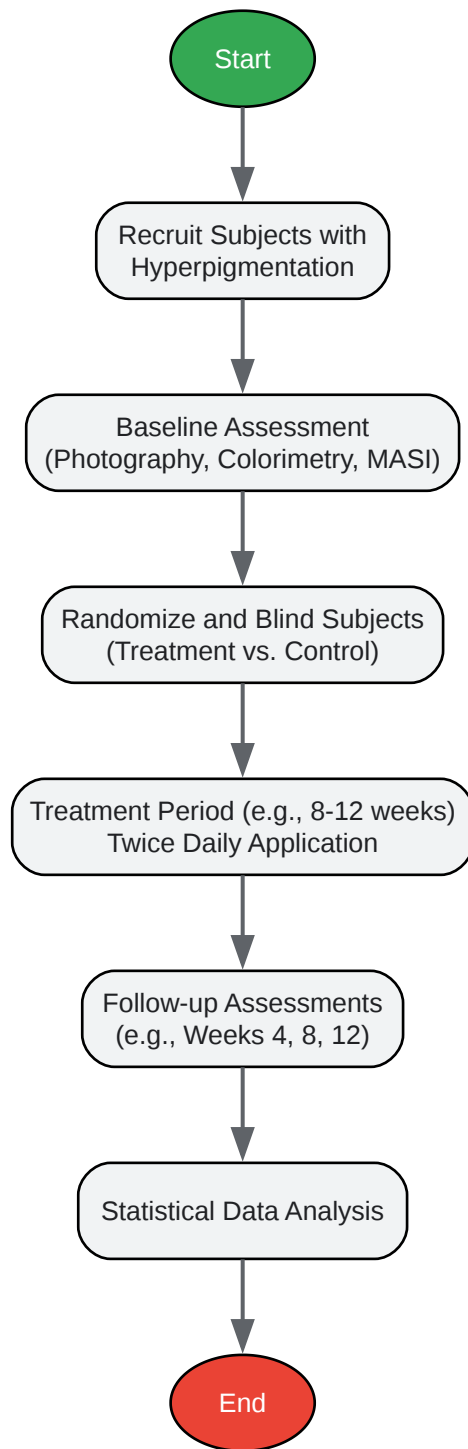 Start
Recruit Subjects with
Hyperpigmentation
Baseline Assessment
(Photography, Colorimetry, MASI)
Randomize and Blind Subjects
(Treatment vs. Control)
Treatment Period (e.g., 8-12 weeks)
Twice Daily Application
Follow-up Assessments
(e.g., Weeks 4, 8, 12)
Statistical Data Analysis
End